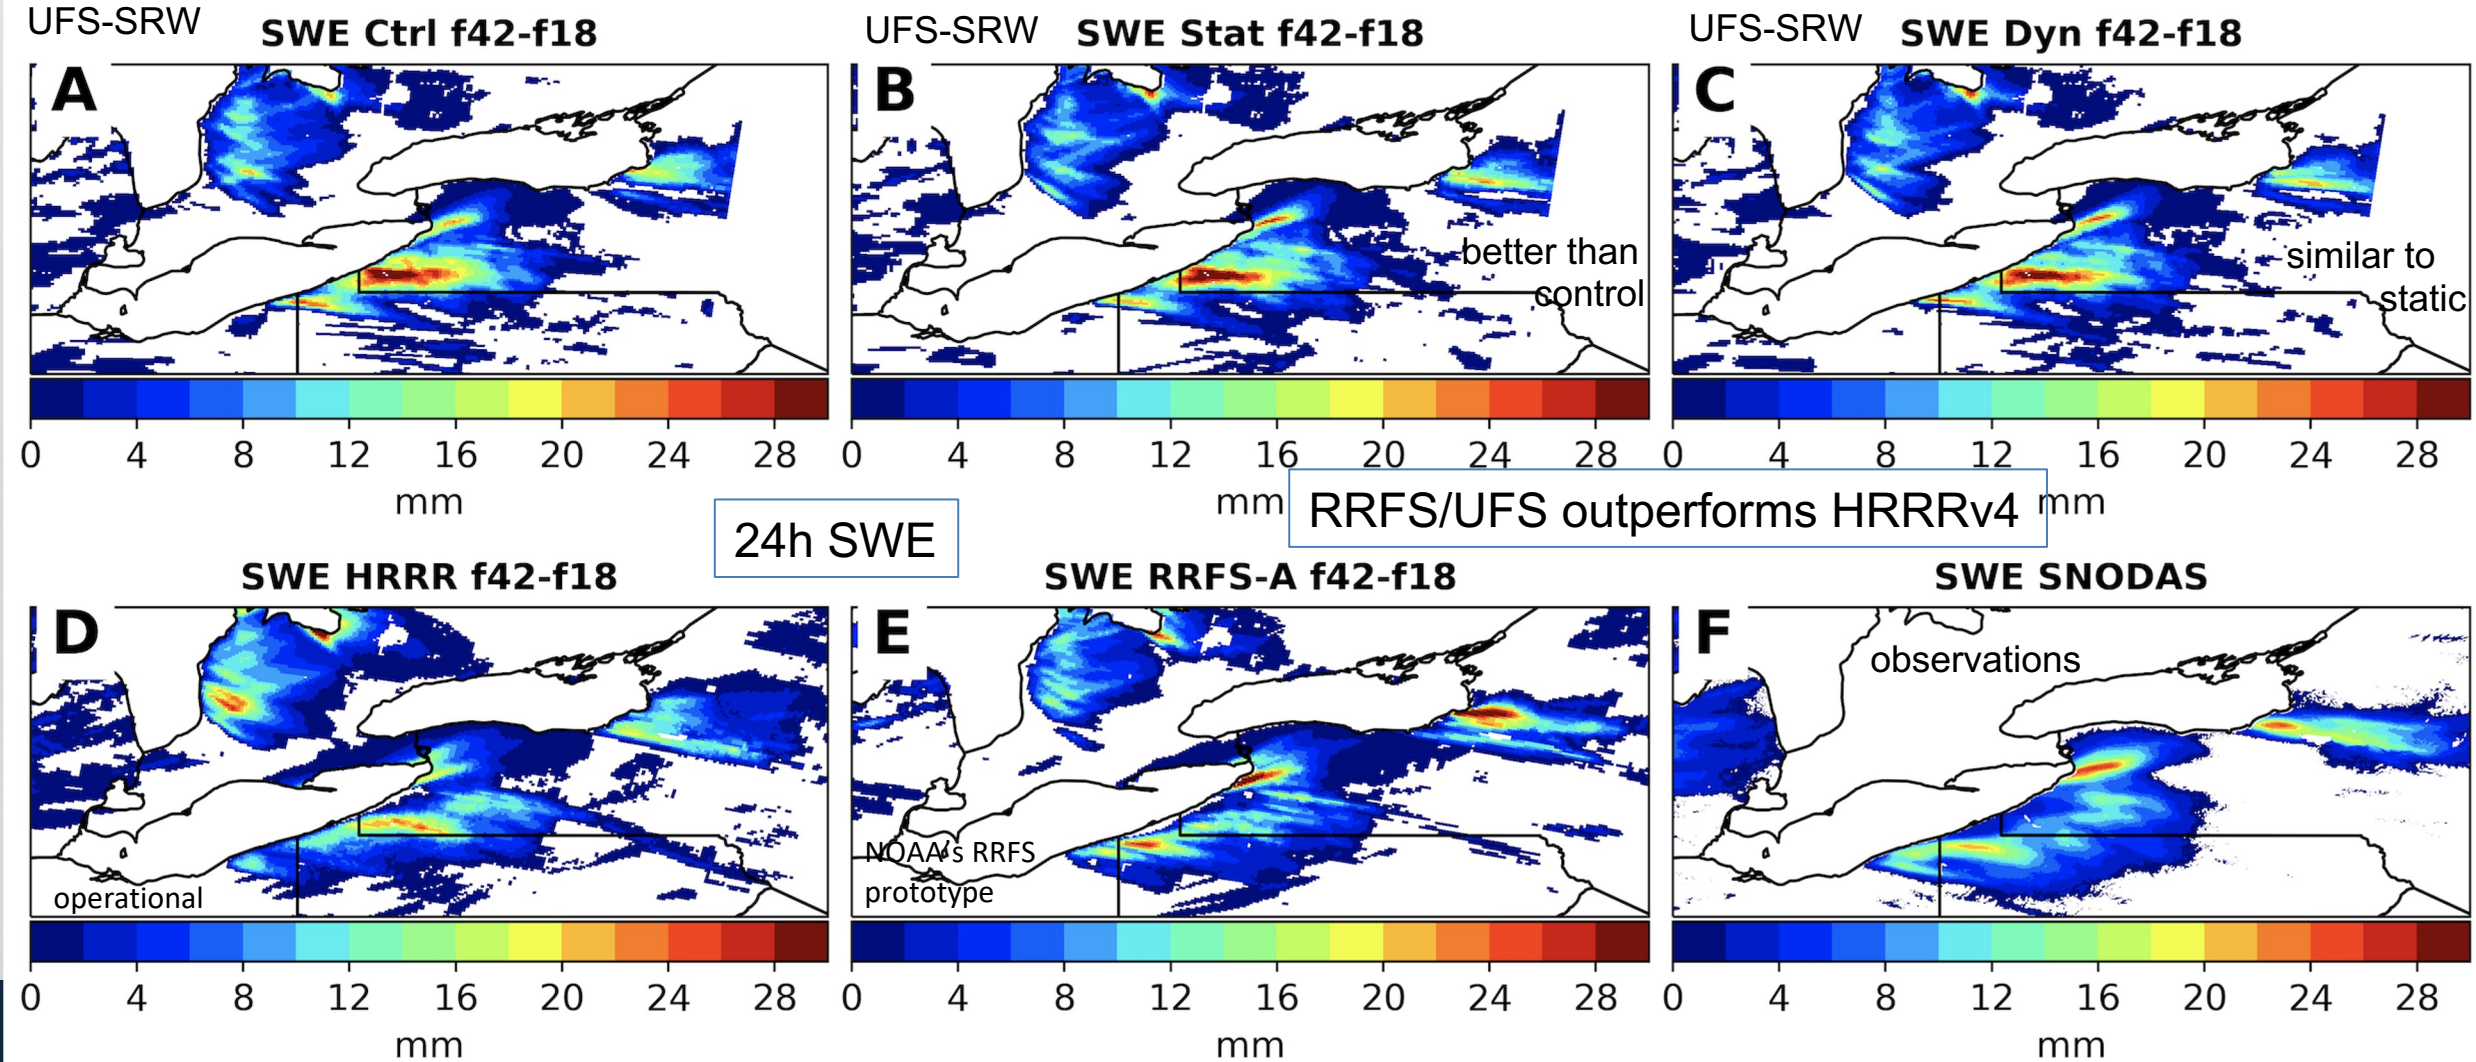 UFS-SRW
SWE Ctrl f42-f18
UFS-SRW
SWE Stat f42-f18
UFS-SRW
SWE Dyn f42-f18
A
B
C
better than
control
similar to
static
0 4 8 12 16 20 24 28
0 4 8 12 16 20 24 28
0 4 8 12 16 20 24 28
mm
mm
mm
24h SWE
RRFS/UFS outperforms HRRRv4
SWE HRRR f42-f18
SWE RRFS-A f42-f18
SWE SNODAS
D
E
F
observations
operational
NOAA's RRFS
prototype
0 4 8 12 16 20 24 28
0 4 8 12 16 20 24 28
0 4 8 12 16 20 24 28
mm
mm
mm